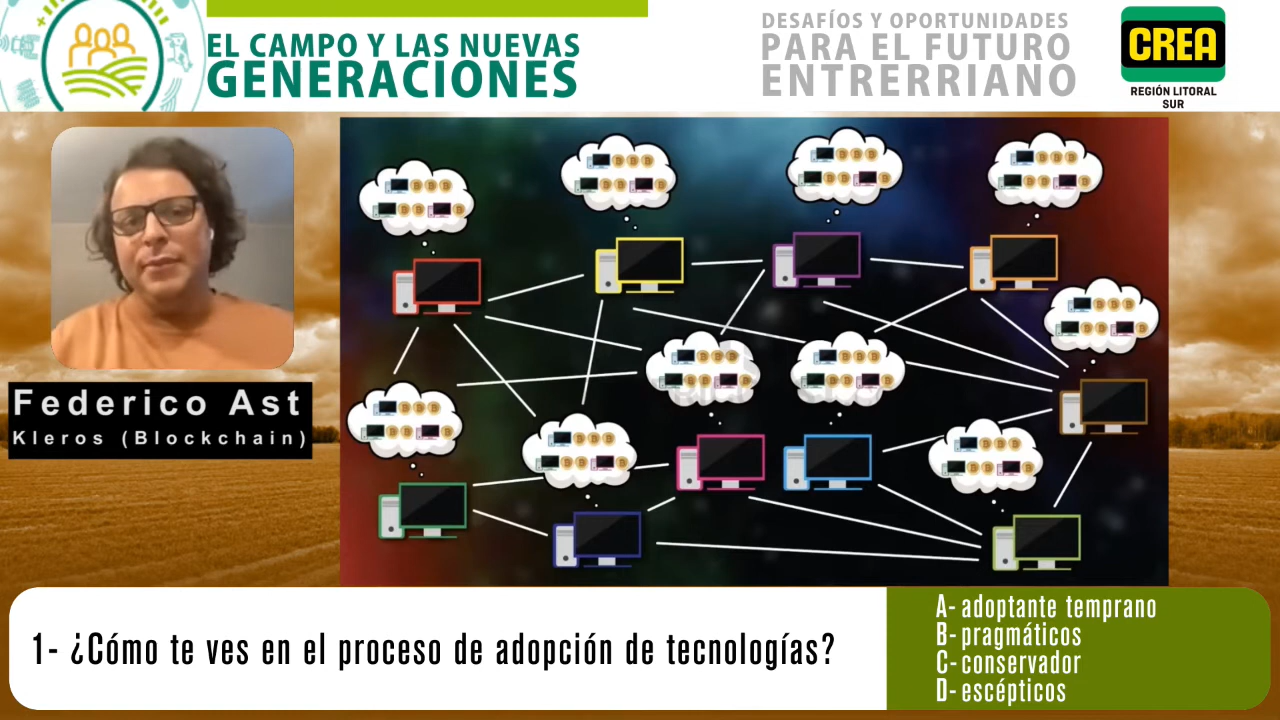 EL CAMPO Y LAS NUEVAS
GENERACIONES
DESAFÍOS Y OPORTUNIDADES
PARA EL FUTURO
ENTRERRIANO
CREA
REGIÓN LITORAL
SUR
Federico Ast
Kleros (Blockchain)
1- ¿Cómo te ves en el proceso de adopción de tecnologías?
A- adoptante temprano
B- pragmáticos
C- conservador
D- escépticos